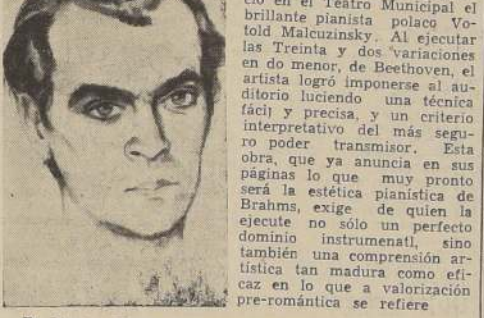 en el Teatro Municipal el
brillante pianista polaco Vo-
told Malcuzinsky. Al ejecutar
las Treinta y dos variaciones
en do menor, de Beethoven, el
artista logró imponerse al au-
ditorio luciendo una técnica
fácij y precisa, y un criterio
interpretativo del más segu-
ro poder transmisor. Esta
obra, que ya anuncia en sus
páginas lo que muy pronto
será la estética pianística de
Brahms, exige de quien la
ejecute no sólo un perfecto
dominio instrumenatl, sino
también una comprensión ar-
tística tan madura como efi-
caz en lo que a valorización
pre-romántica se refiere